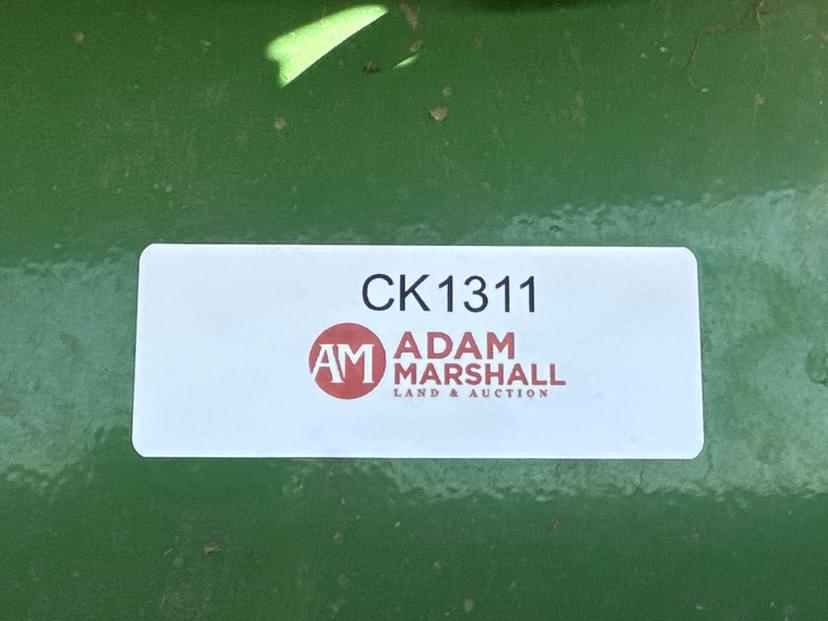 CK1311
AM
ADAM
MARSHALL
LAND & AUCTION